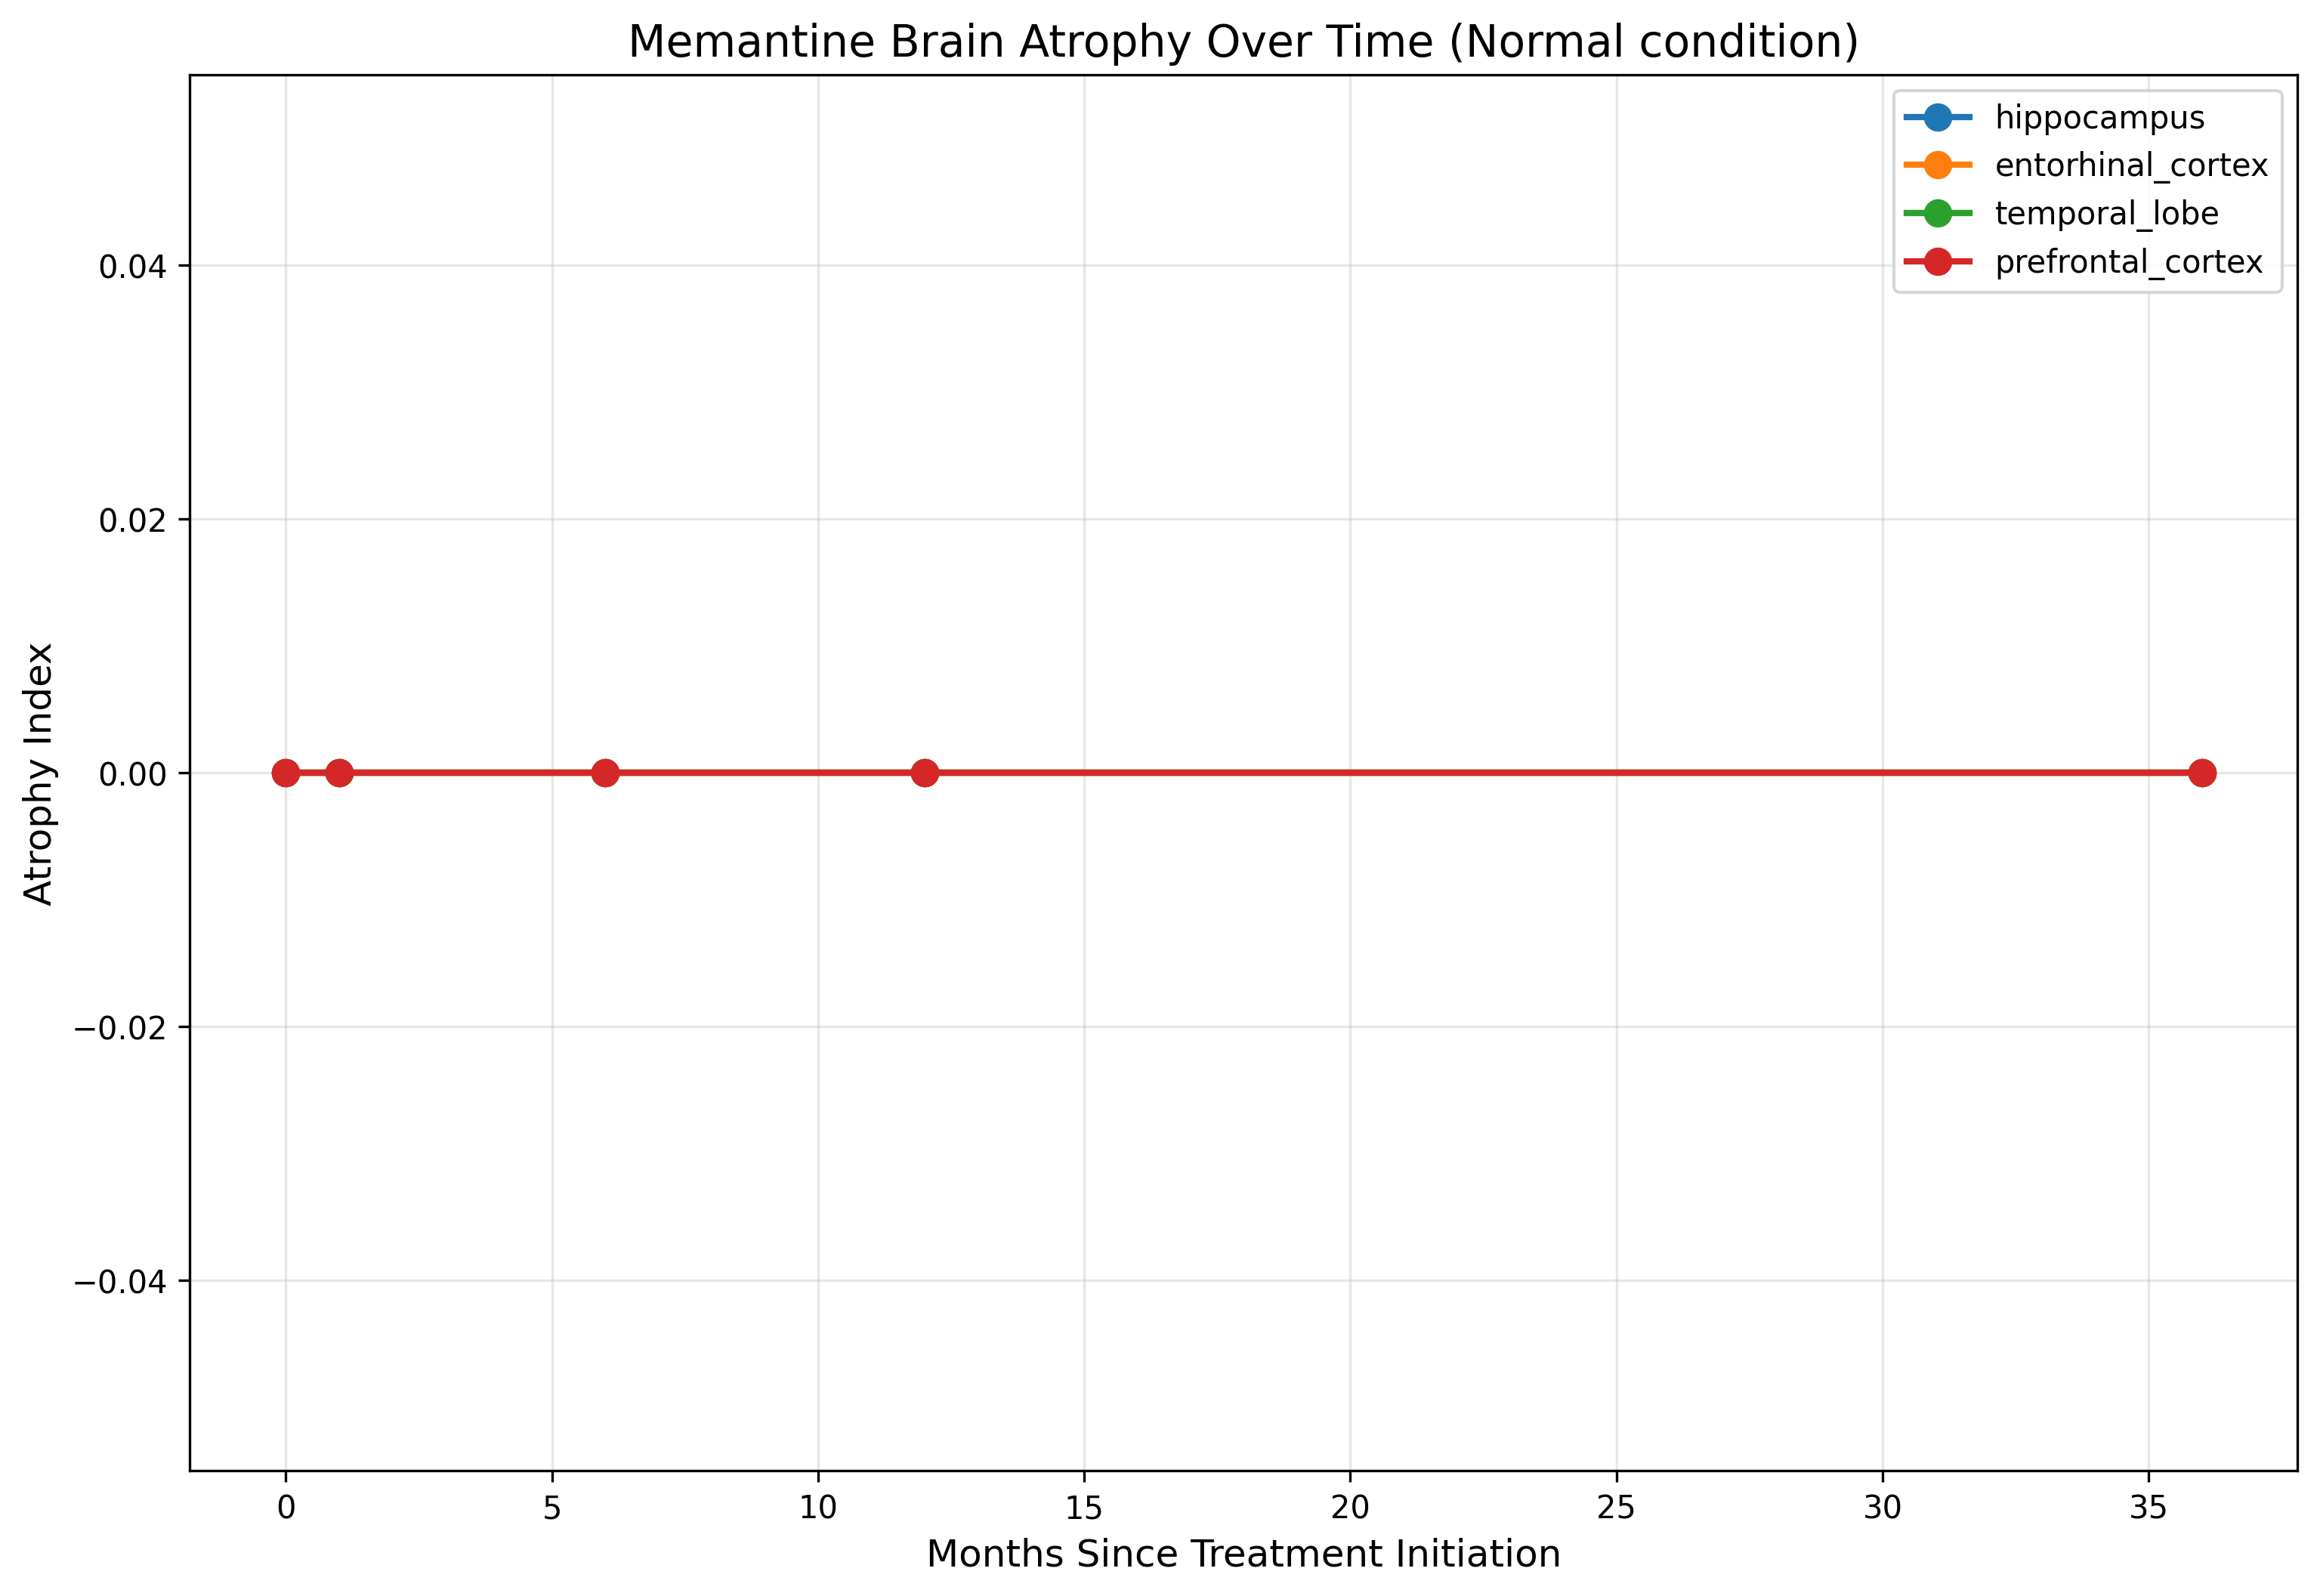 Memantine Brain Atrophy Over Time (Normal condition)
hippocampus
entorhinal_cortex
temporal_lobe
prefrontal_cortex
0.04
0.02
0.00
−0.02
−0.04
Atrophy Index
0 5 10 15 20 25 30 35
Months Since Treatment Initiation